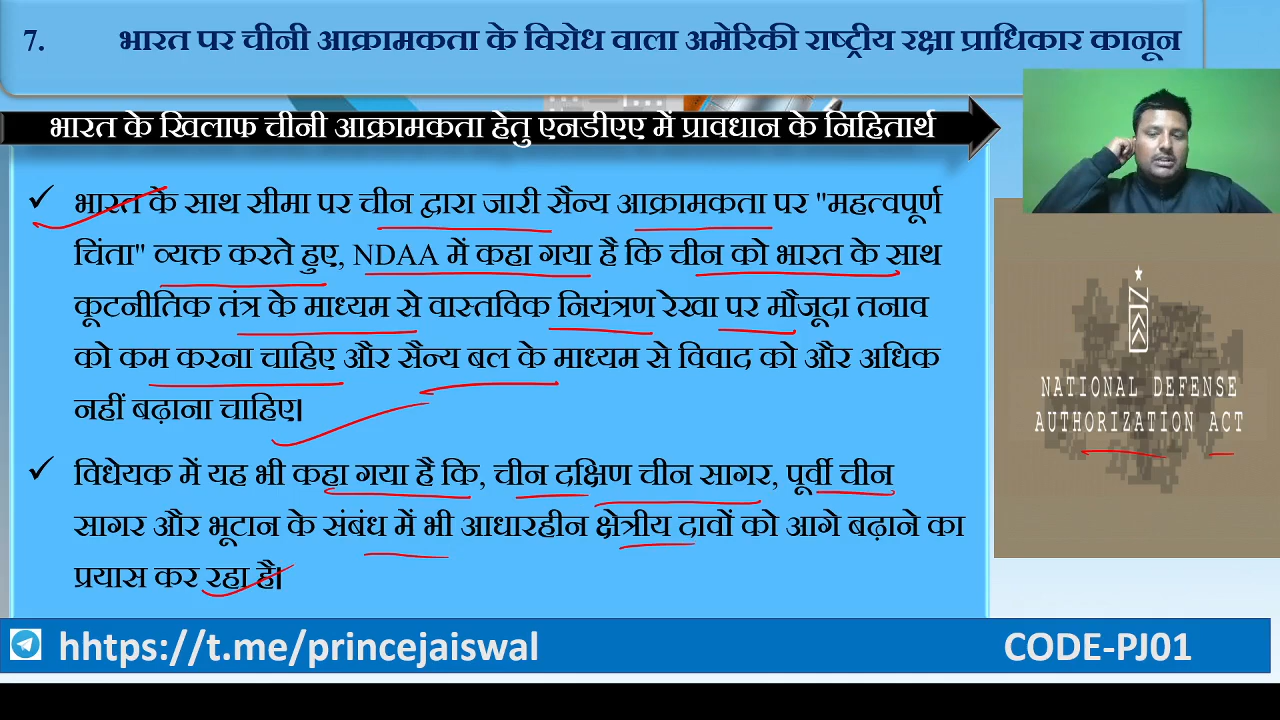 7. भारत पर चीनी आक्रामकता के विरोध वाला अमेरिकी राष्ट्रीय रक्षा प्राधिकार कानून
भारत के खिलाफ चीनी आक्रामकता हेतु एनडीएए में प्रावधान के निहितार्थ
✓ भारत के साथ सीमा पर चीन द्वारा जारी सैन्य आक्रामकता पर "महत्वपूर्ण
चिंता" व्यक्त करते हुए, NDAA में कहा गया है कि चीन को भारत के साथ
कूटनीतिक तंत्र के माध्यम से वास्तविक नियंत्रण रेखा पर मौजूदा तनाव
को कम करना चाहिए और सैन्य बल के माध्यम से विवाद को और अधिक
नहीं बढ़ाना चाहिए।
✓ विधेयक में यह भी कहा गया है कि, चीन दक्षिण चीन सागर, पूर्वी चीन
सागर और भूटान के संबंध में भी आधारहीन क्षेत्रीय दावों को आगे बढ़ाने का
प्रयास कर रहा है।
NATIONAL DEFENSE
AUTHORIZATION ACT
hhtps://t.me/princejaiswal
CODE-PJ01